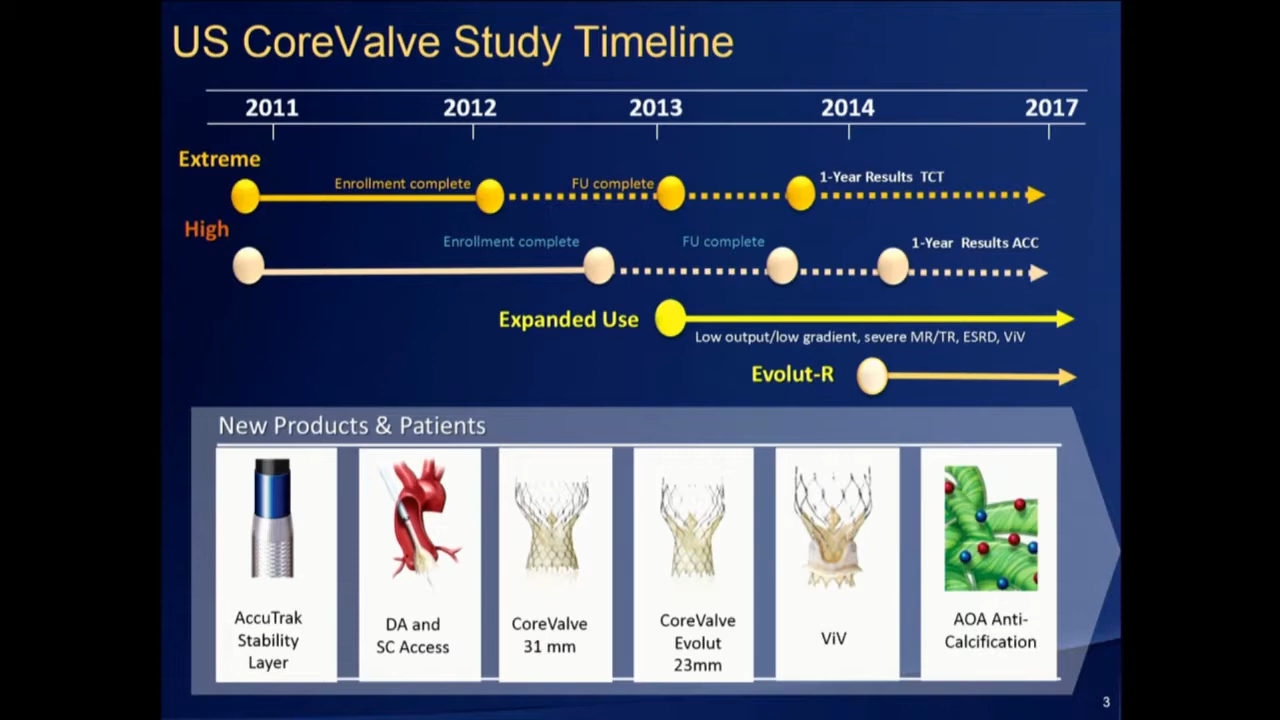 US CoreValve Study Timeline
2011 2012 2013 2014 2017
Extreme
Enrollment complete FU complete 1-Year Results TCT
High
Enrollment complete FU complete 1-Year Results ACC
Expanded Use
Low output/low gradient, severe MR/TR, ESRD, ViV
Evolut-R
New Products & Patients
AccuTrak
Stability
Layer
DA and
SC Access
CoreValve
31 mm
CoreValve
Evolut
23mm
ViV
AOA Anti-
Calcification
3